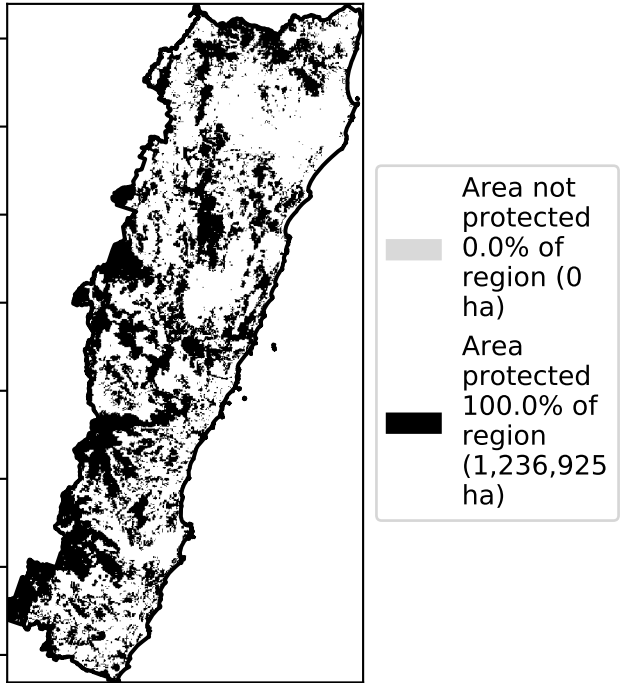 Area not
protected
0.0% of
region (0
ha)
Area
protected
100.0% of
region
(1,236,925
ha)